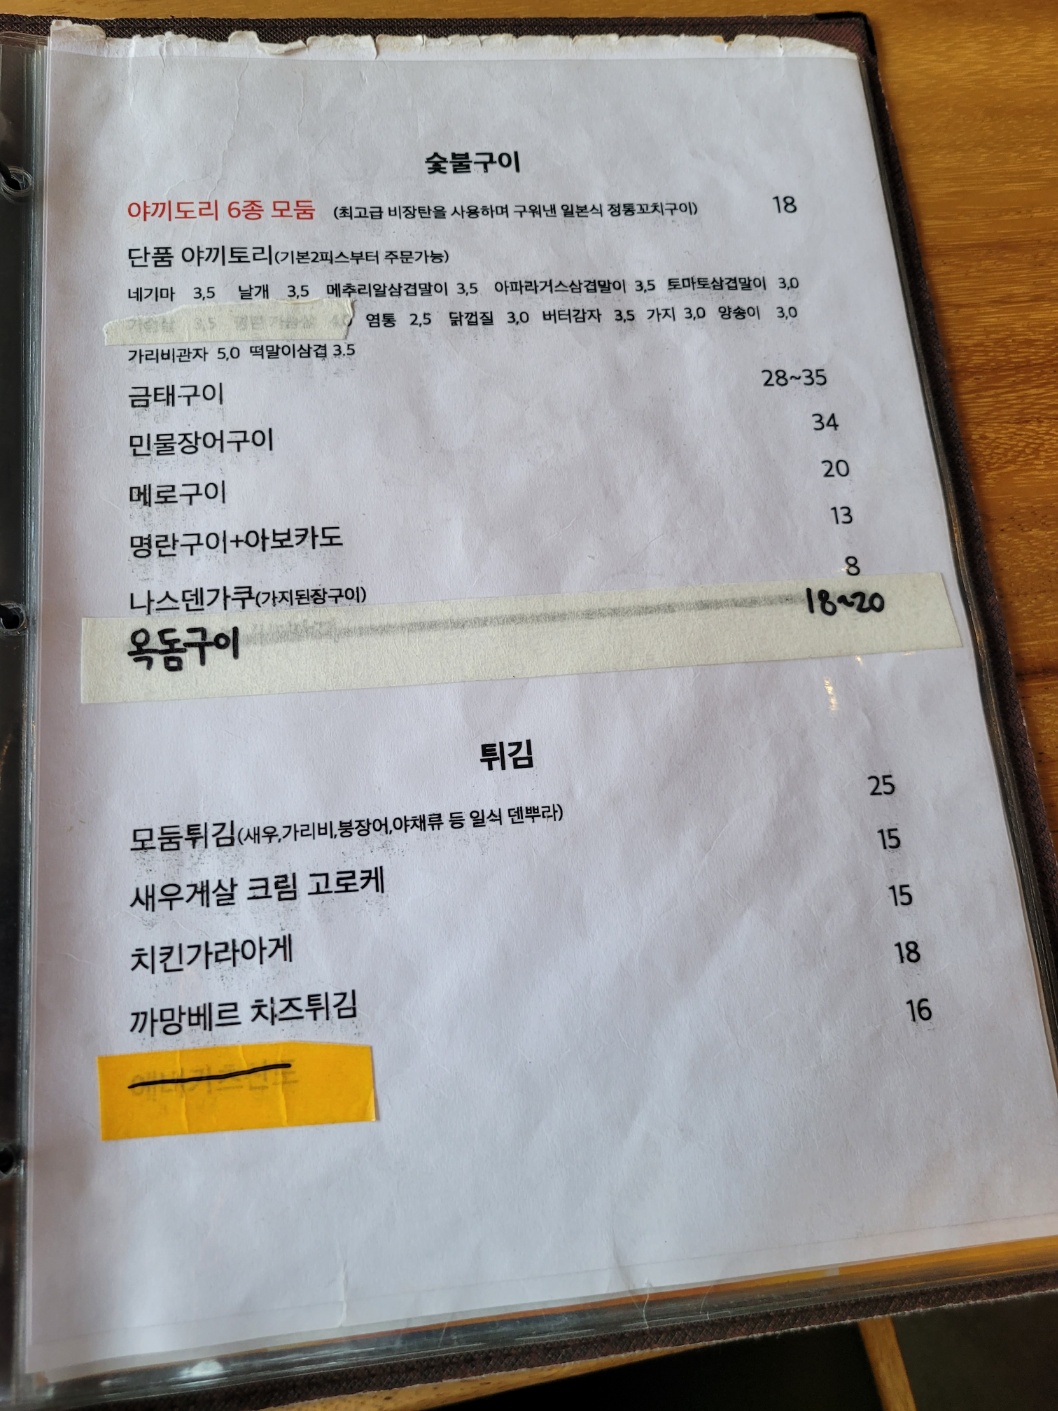 숯불구이
야끼도리 6종 모둠 (최고급 비장탄을 사용하며 구워낸 일본식 정통꼬치구이) 18
단품 야끼토리(기본2피스부터 주문가능)
네기마 3,5 날개 3,5 메추리알삼겹말이 3,5 아파라거스삼겹말이 3,5 토마토삼겹말이 3,0
3,5 4,0 염통 2,5 닭껍질 3,0 버터감자 3,5 가지 3,0 양송이 3,0
가리비관자 5,0 떡말이삼겹 3.5
금태구이 28~35
민물장어구이 34
메로구이 20
명란구이+아보카도 13
나스덴가쿠(가지된장구이) 8
옥돔구이 18~20
튀김
모둠튀김(새우,가리비,붕장어,야채류 등 일식 덴뿌라) 25
새우게살 크림 고로케 15
치킨가라아게 15
까망베르 치즈튀김 18
16